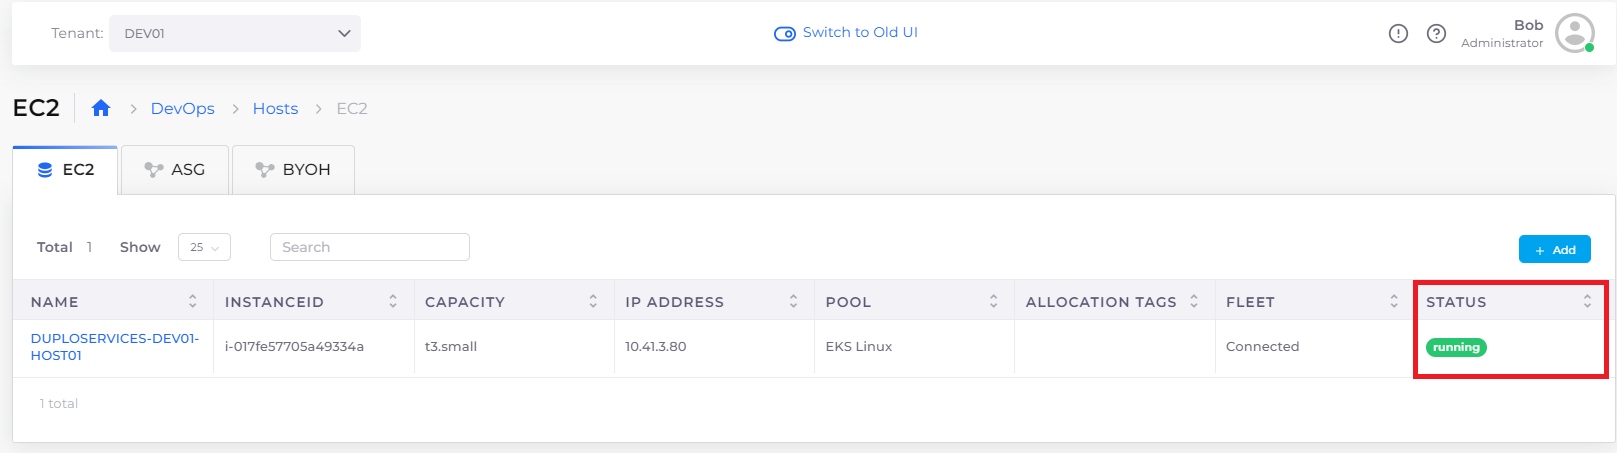 Tenant: DEV01 Switch to Old UI Bob
Administrator
EC2 DevOps Hosts EC2
EC2 ASG BYOH
Total 1 Show 25 Search + Add
NAME INSTANCEID CAPACITY IP ADDRESS POOL ALLOCATION TAGS FLEET STATUS
DUPLOSERVICES-DEV01- i-017fe57705a49334a t3.small 10.41.3.80 EKS Linux Connected running
HOST01
1 total